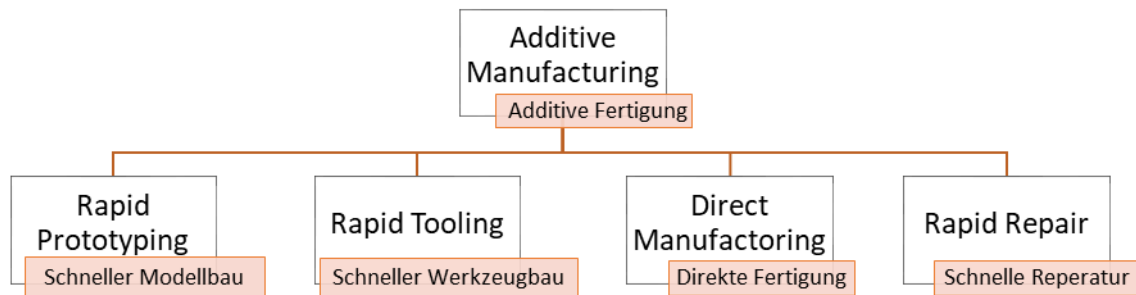 Additive
Manufacturing
Additive Fertigung
Rapid
Prototyping
Schneller Modellbau
Rapid Tooling
Schneller Werkzeugbau
Direct
Manufactoring
Direkte Fertigung
Rapid Repair
Schnelle Reperatur